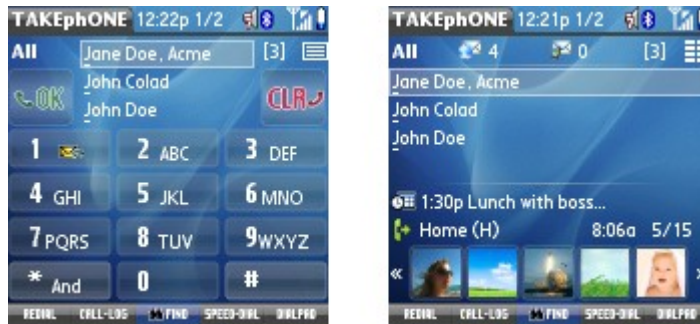 TAKEphONE 12:22p 1/2
All Jane Doe, Acme [3]
John Colad
John Doe
OK CLR
1 2 ABC 3 DEF
4 GHI 5 JKL 6 MNO
7 PQRS 8 TUV 9 WXYZ
* And 0 #
REDIAL CALL-LOG FIND SPEED-DIAL DIALPAD
TAKEphONE 12:21p 1/2
All 4 0 [3]
Jane Doe, Acme
John Colad
John Doe
1:30p Lunch with boss...
Home (H) 8:06a 5/15
« »
REDIAL CALL-LOG FIND SPEED-DIAL DIALPAD